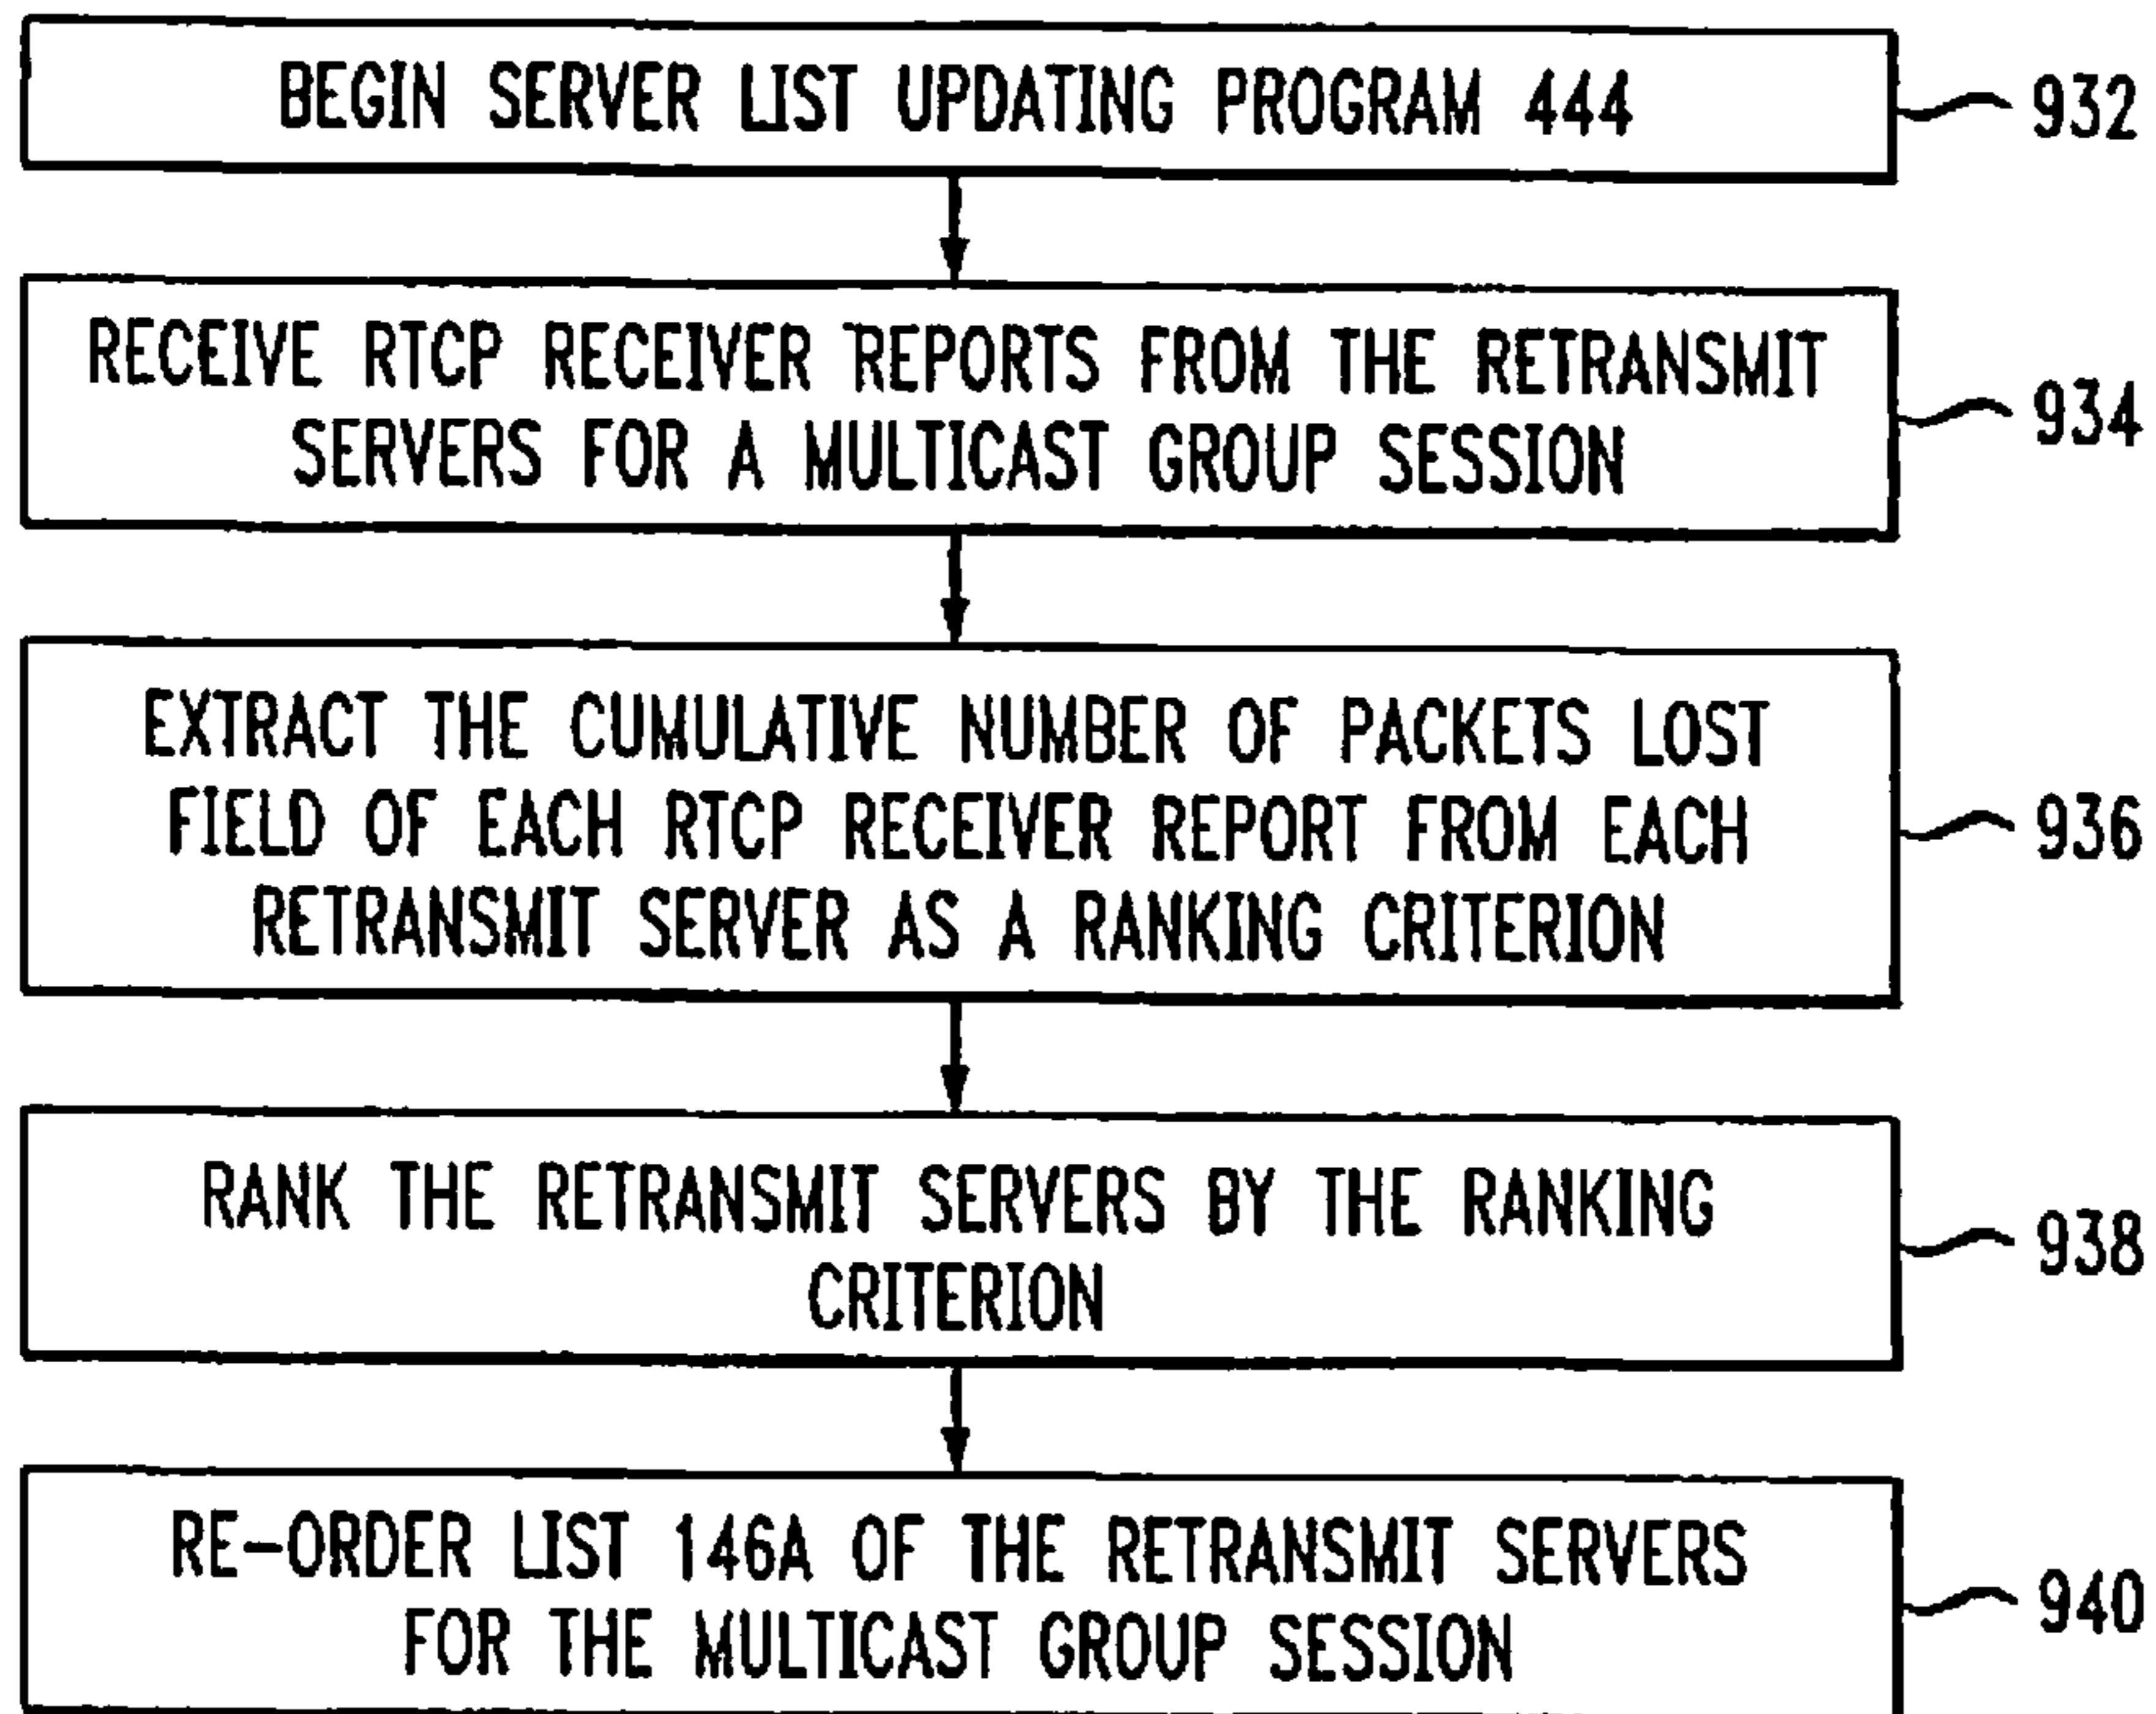 BEGIN SERVER LIST UPDATING PROGRAM 444
932
RECEIVE RTCP RECEIVER REPORTS FROM THE RETRANSMIT
SERVERS FOR A MULTICAST GROUP SESSION
934
EXTRACT THE CUMULATIVE NUMBER OF PACKETS LOST
FIELD OF EACH RTCP RECEIVER REPORT FROM EACH
RETRANSMIT SERVER AS A RANKING CRITERION
936
RANK THE RETRANSMIT SERVERS BY THE RANKING
CRITERION
938
RE-ORDER LIST 146A OF THE RETRANSMIT SERVERS
FOR THE MULTICAST GROUP SESSION
940